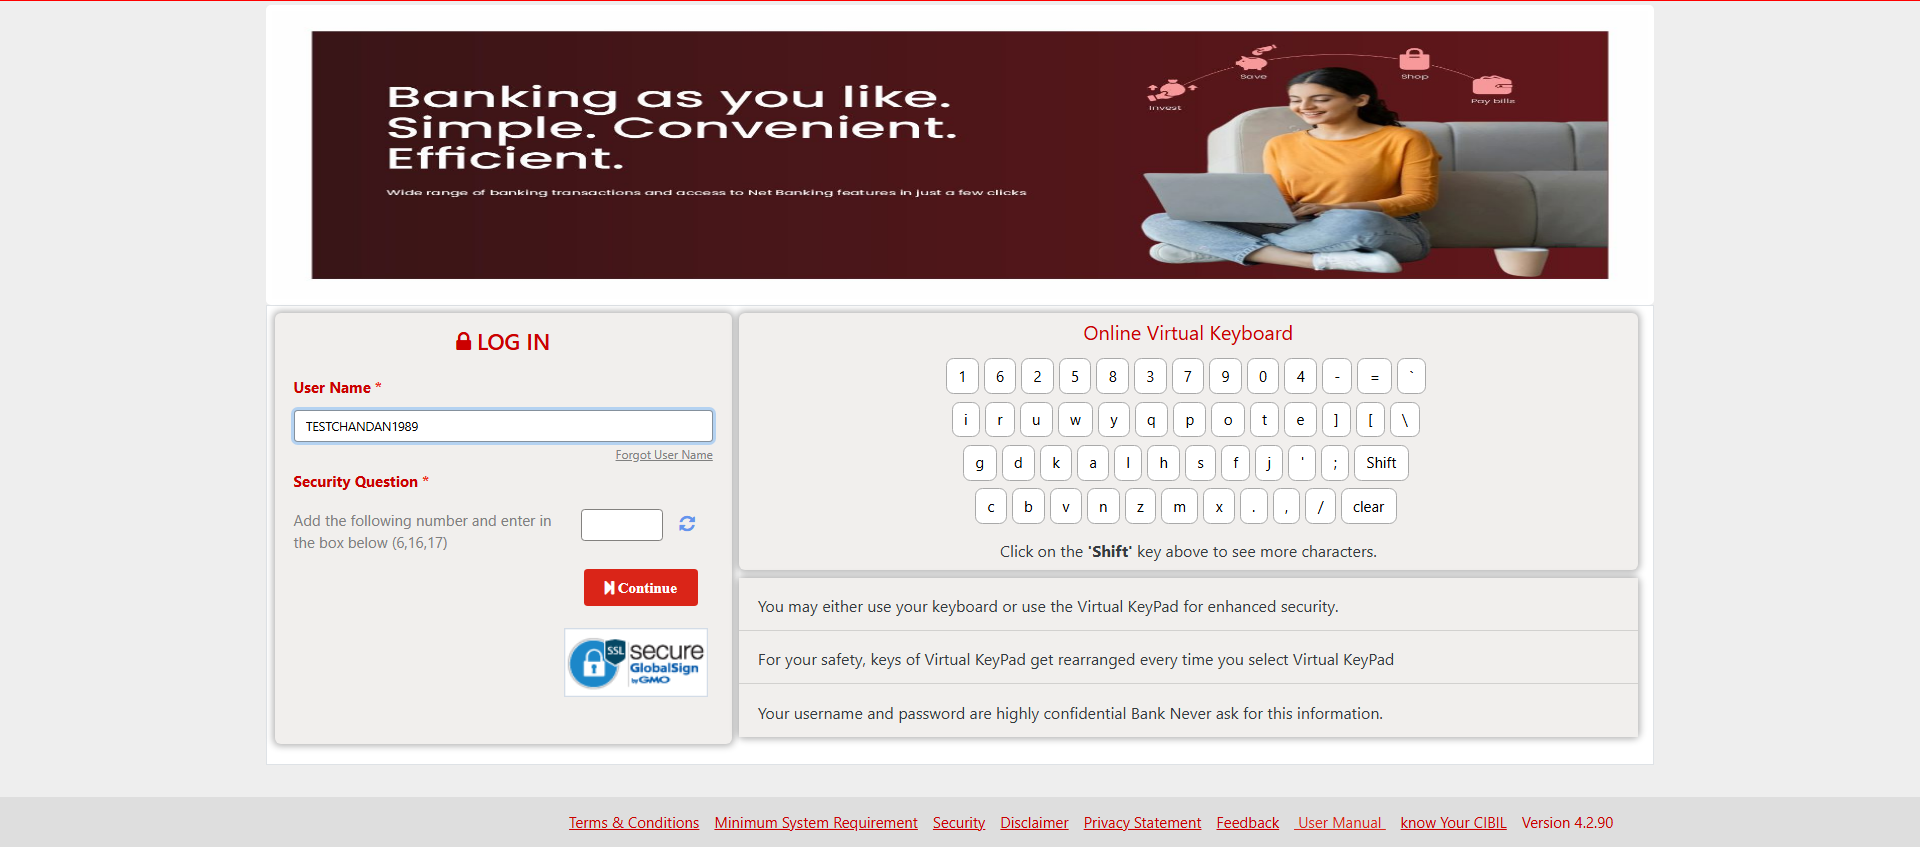 Banking as you like.
Simple. Convenient.
Efficient.
Wide range of banking transactions and access to Net Banking features in just a few clicks
Invest
Save
Shop
Pay bills
LOG IN
User Name *
TESTCHANDAN1989
Forgot User Name
Security Question *
Add the following number and enter in
the box below (6,16,17)
Continue
SSL
secure
GlobalSign
by GMO
Online Virtual Keyboard
1 6 2 5 8 3 7 9 0 4 - = `
i r u w y q p o t e ] [ \
g d k a l h s f j ' ; Shift
c b v n z m x . , / clear
Click on the 'Shift' key above to see more characters.
You may either use your keyboard or use the Virtual KeyPad for enhanced security.
For your safety, keys of Virtual KeyPad get rearranged every time you select Virtual KeyPad
Your username and password are highly confidential Bank Never ask for this information.
Terms & Conditions Minimum System Requirement Security Disclaimer Privacy Statement Feedback User Manual know Your CIBIL Version 4.2.90